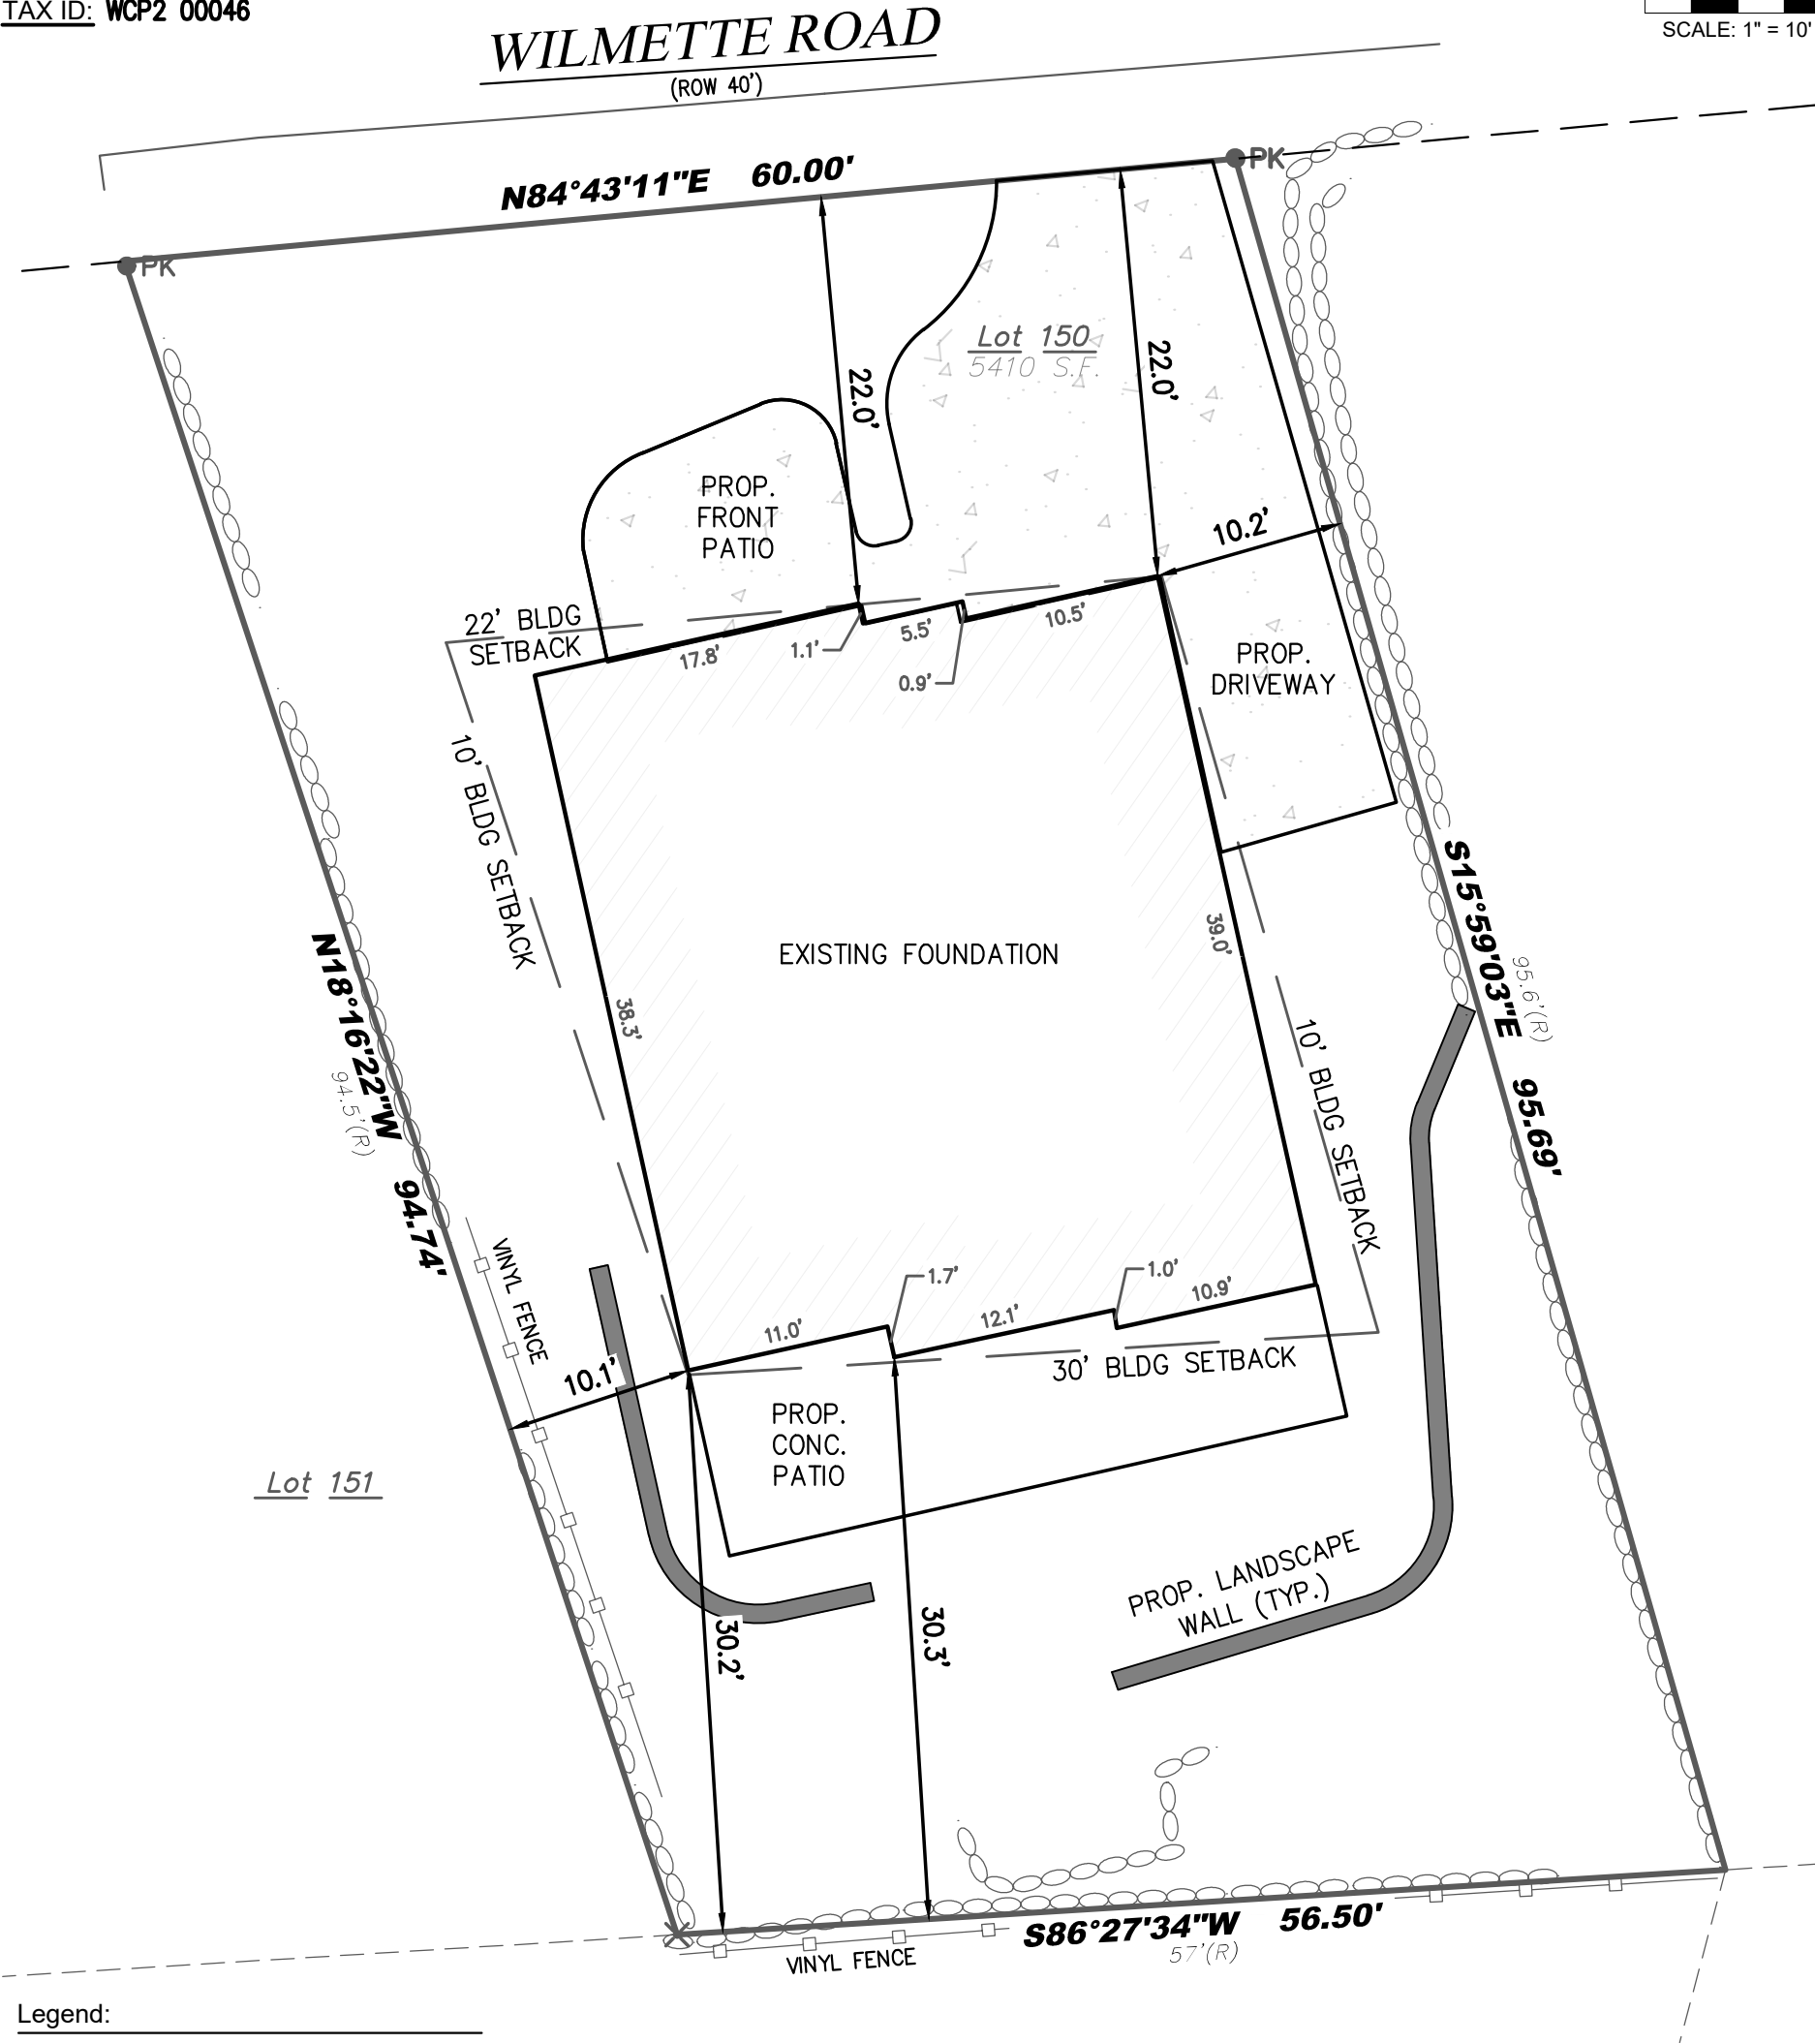 TAX ID: WCP2 00046
SCALE: 1" = 10'
WILMETTE ROAD
(ROW 40')
N84°43'11"E 60.00'
PK
PK
Lot 150
5410 S.F.
22.0'
22.0'
10.2'
PROP.
FRONT
PATIO
22' BLDG
SETBACK
17.8'
1.1'
5.5'
0.9'
10.5'
PROP.
DRIVEWAY
10' BLDG SETBACK
EXISTING FOUNDATION
39.0'
38.3'
S15°59'03"E 95.69'
95.6'(R)
N18°16'22"W 94.74'
94.5'(R)
10' BLDG SETBACK
VINYL FENCE
1.7'
1.0'
11.0'
12.1'
10.9'
30' BLDG SETBACK
10.1'
PROP.
CONC.
PATIO
Lot 151
PROP. LANDSCAPE
WALL (TYP.)
30.2'
30.3'
S86°27'34"W 56.50'
57'(R)
VINYL FENCE
Legend: